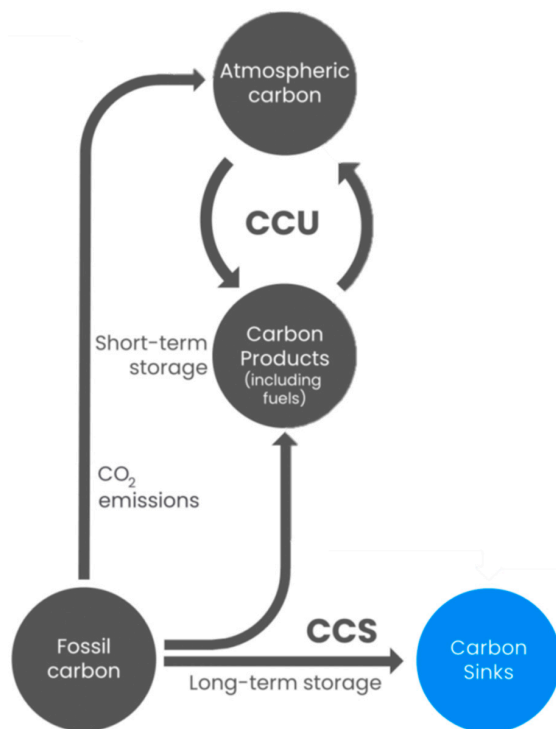 Atmospheric
carbon
CCU
Short-term
storage
Carbon
Products
(including
fuels)
CO₂
emissions
Fossil
carbon
CCS
Long-term storage
Carbon
Sinks